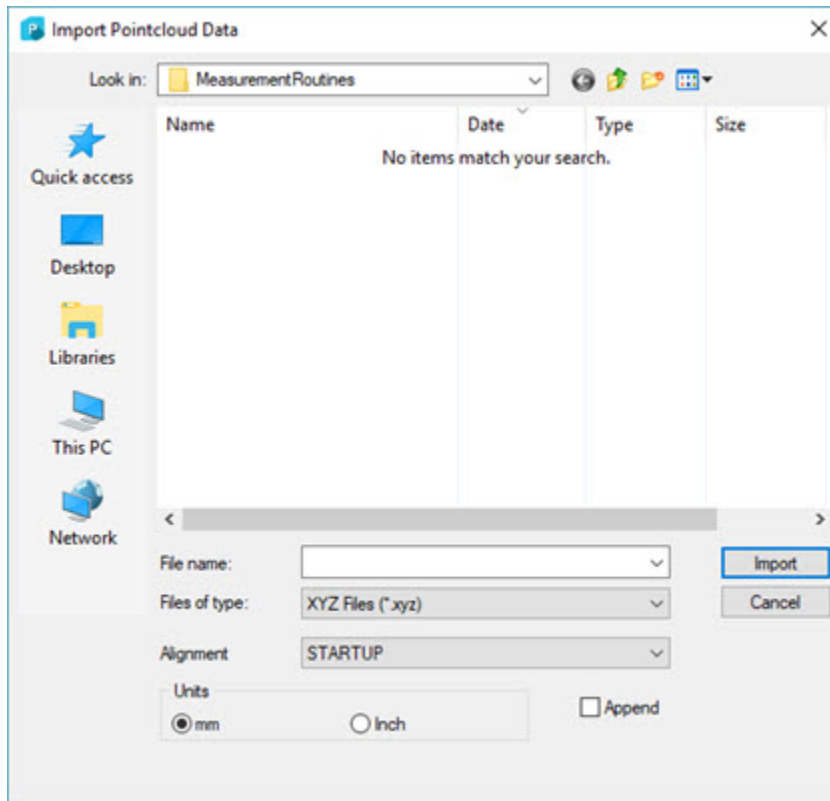 Import Pointcloud Data
Look in: MeasurementRoutines
Name Date Type Size
No items match your search.
Quick access
Desktop
Libraries
This PC
Network
File name: Import
Files of type: XYZ Files (*.xyz) Cancel
Alignment STARTUP
Units
mm Inch Append